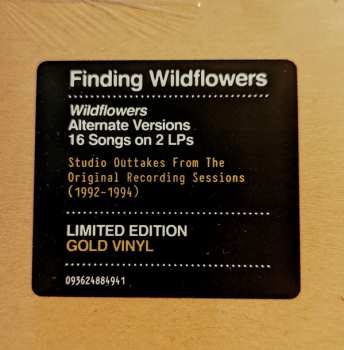 Finding Wildflowers
Wildflowers
Alternate Versions
16 Songs on 2 LPs
Studio Outtakes From The
Original Recording Sessions
(1992-1994)
LIMITED EDITION
GOLD VINYL
093624884941